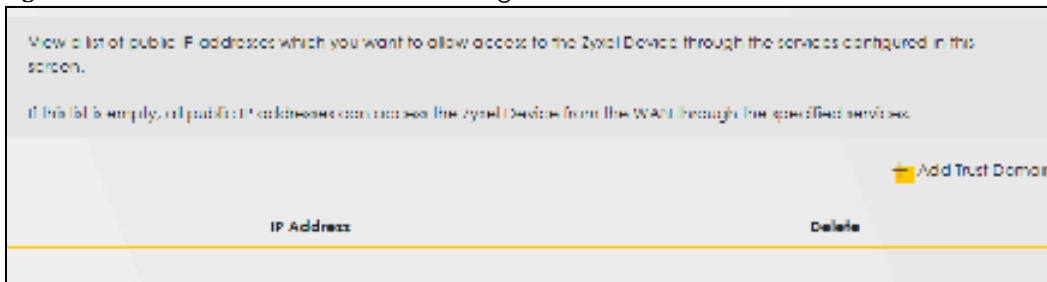 View a list of public IP addresses which you want to allow access to the Zyxel Device through the services configured in this
screen.
If this list is empty, all public IP addresses can access the Zyxel Device from the WAN through the specified services.
Add Trust Domain
IP Address Delete